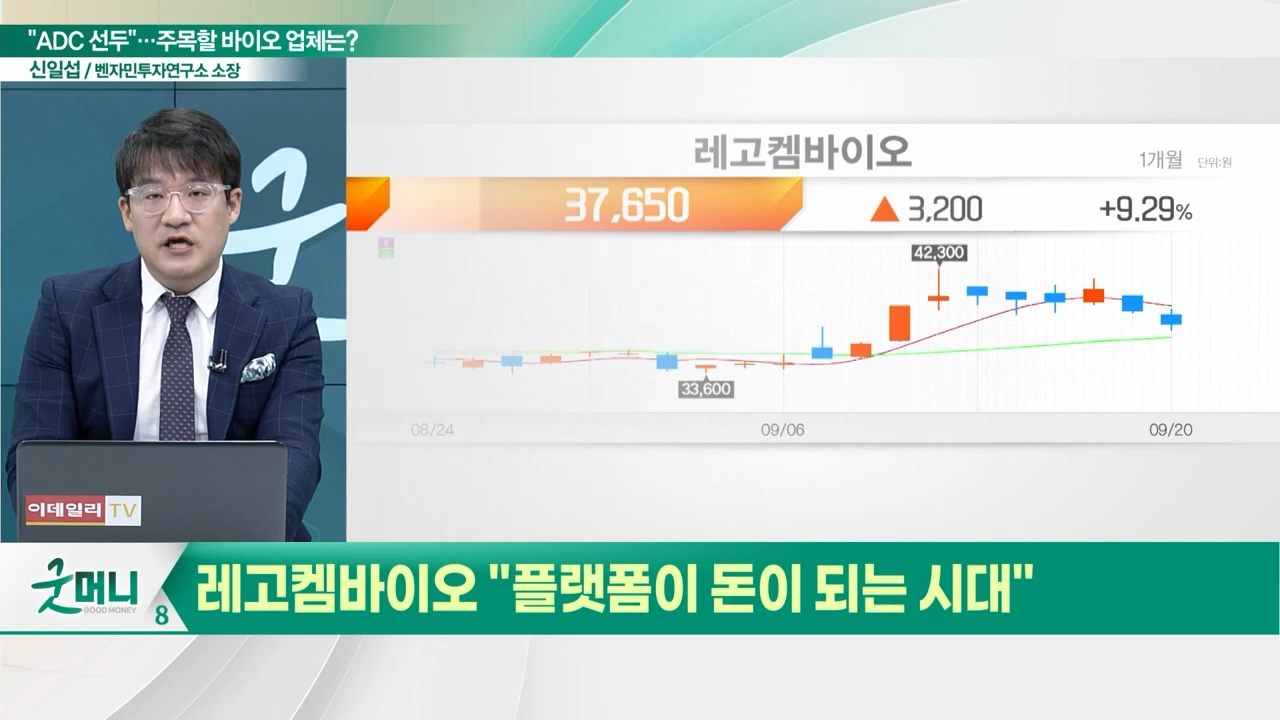 "ADC 선두"…주목할 바이오 업체는?
신일섭 / 벤자민투자연구소 소장
레고켐바이오
1개월 단위:원
37,650 ▲ 3,200 +9.29%
42,300
33,600
08/24 09/06 09/20
이데일리 TV
굿
굿머니
GOOD MONEY
8
레고켐바이오 "플랫폼이 돈이 되는 시대"